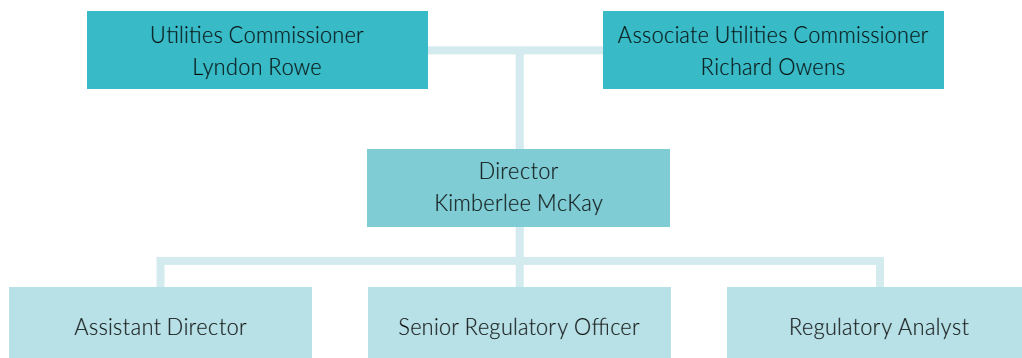 Utilities Commissioner
Lyndon Rowe
Associate Utilities Commissioner
Richard Owens
Director
Kimberlee McKay
Assistant Director
Senior Regulatory Officer
Regulatory Analyst